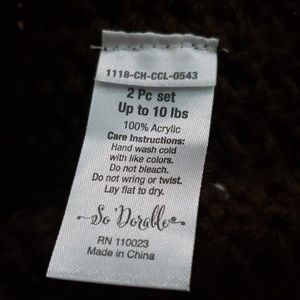 1118-CH-CCL-0543
2 Pc set
Up to 10 lbs
100% Acrylic
Care Instructions:
Hand wash cold
with like colors.
Do not bleach.
Do not wring or twist.
Lay flat to dry.
So 'Dorable®
RN 110023
Made in China